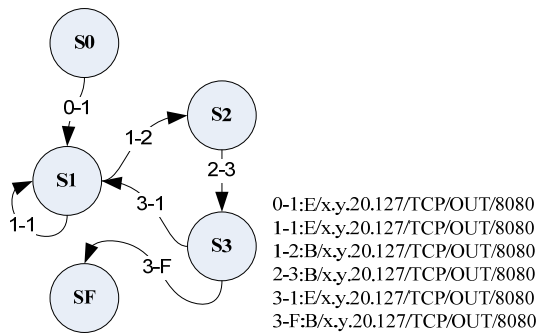 S0
0-1
S2
1-2
S1
2-3
3-1
1-1
S3
3-F
SF
0-1:E/x.y.20.127/TCP/OUT/8080
1-1:E/x.y.20.127/TCP/OUT/8080
1-2:B/x.y.20.127/TCP/OUT/8080
2-3:B/x.y.20.127/TCP/OUT/8080
3-1:E/x.y.20.127/TCP/OUT/8080
3-F:B/x.y.20.127/TCP/OUT/8080